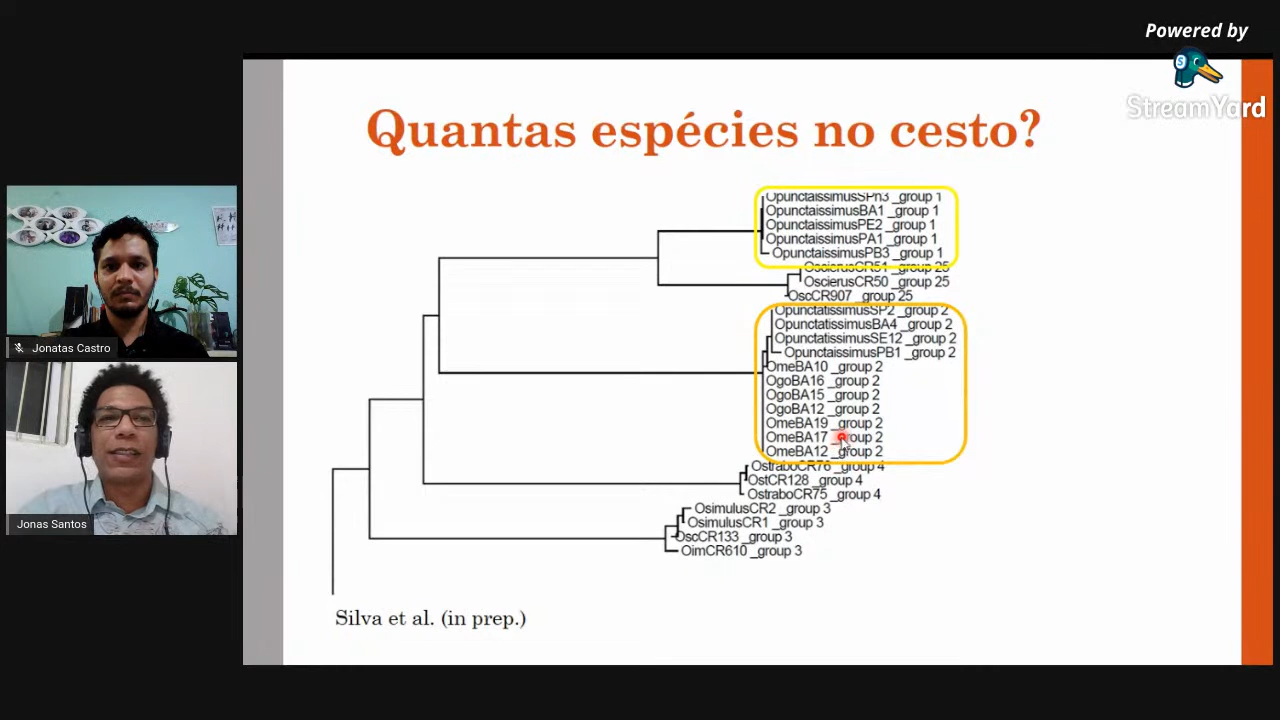 Powered by
StreamYard
Quantas espécies no cesto?
OpunctaissimusSPh3 _group 1
OpunctaissimusBA1 _group 1
OpunctaissimusPE2 _group 1
OpunctaissimusPA1 _group 1
OpunctaissimusPB3 _group 1
OscierusCR51 _group 25
OscierusCR50 _group 25
OscCR907 _group 25
OpunctatissimusSP2 _group 2
OpunctatissimusBA4 _group 2
OpunctatissimusSE12 _group 2
OpunctaissimusPB1 _group 2
OmeBA10 _group 2
OgoBA16 _group 2
OgoBA15 _group 2
OgoBA12 _group 2
OmeBA19 _group 2
OmeBA17 _group 2
OmeBA12 _group 2
OstraboCR76 _group 4
OstCR128 _group 4
OstraboCR75 _group 4
OsimulusCR2 _group 3
OsimulusCR1 _group 3
OscCR133 _group 3
OimCR610 _group 3
Silva et al. (in prep.)
Jonatas Castro
Jonas Santos